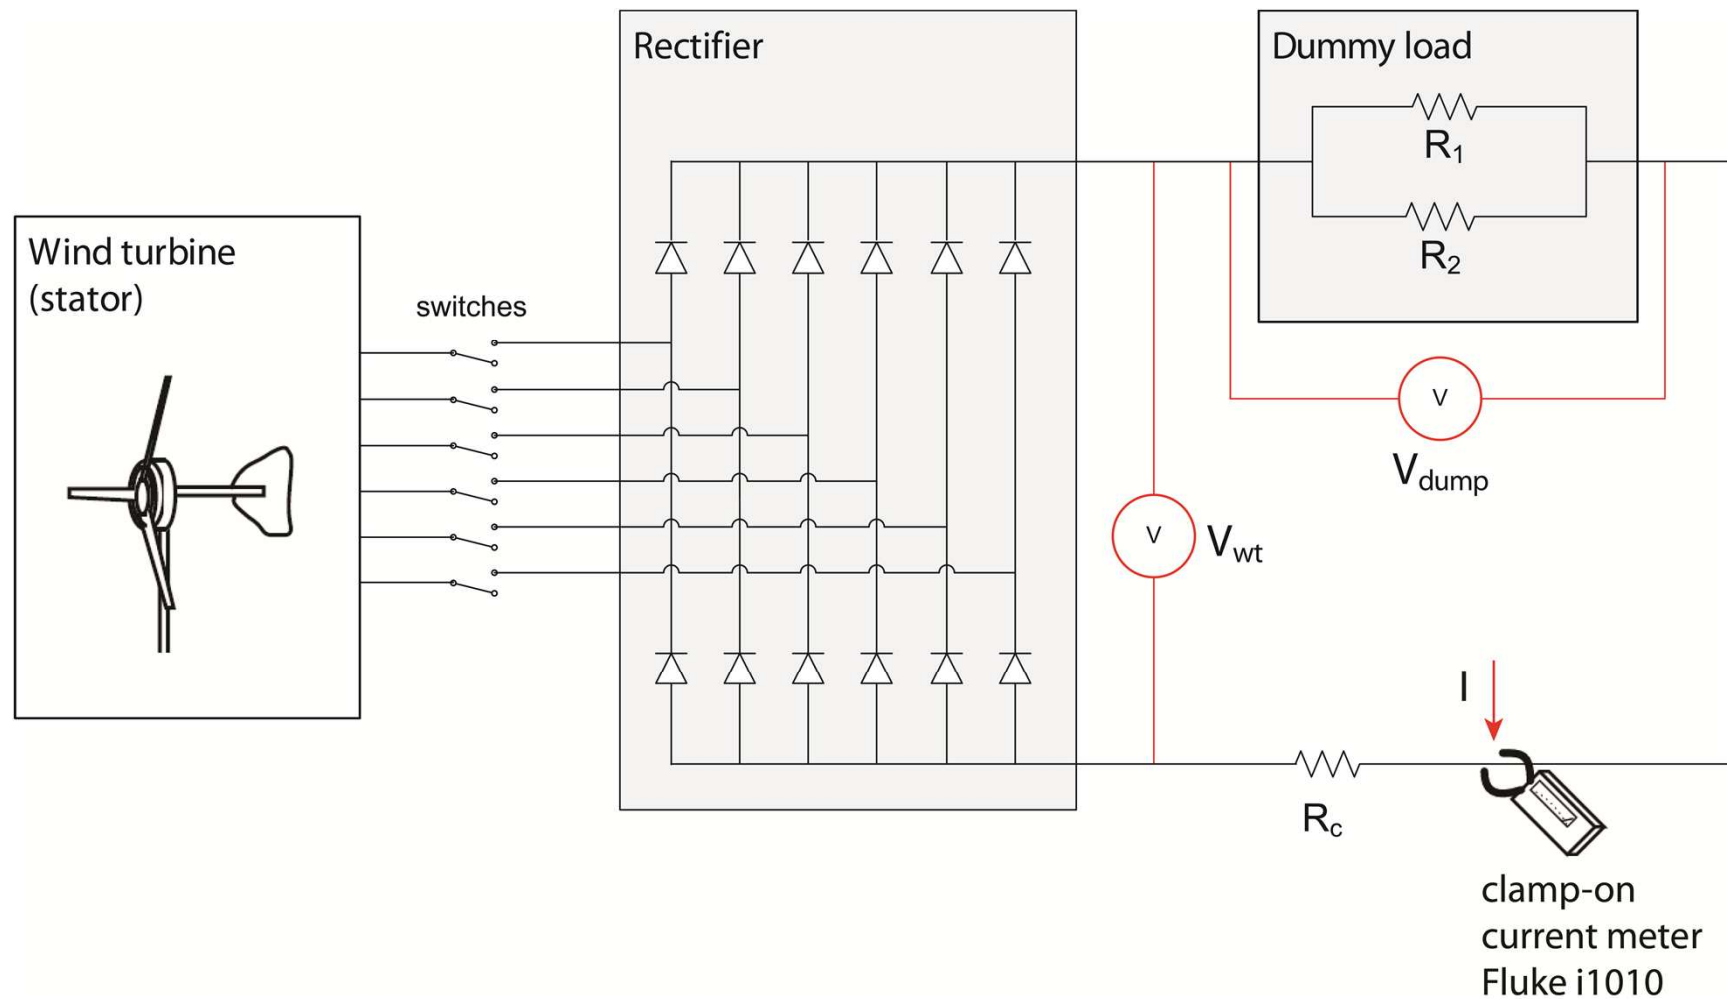 Rectifier
Dummy load
R1
R2
Wind turbine
(stator)
switches
V
Vdump
V
Vwt
I
Rc
clamp-on
current meter
Fluke i1010